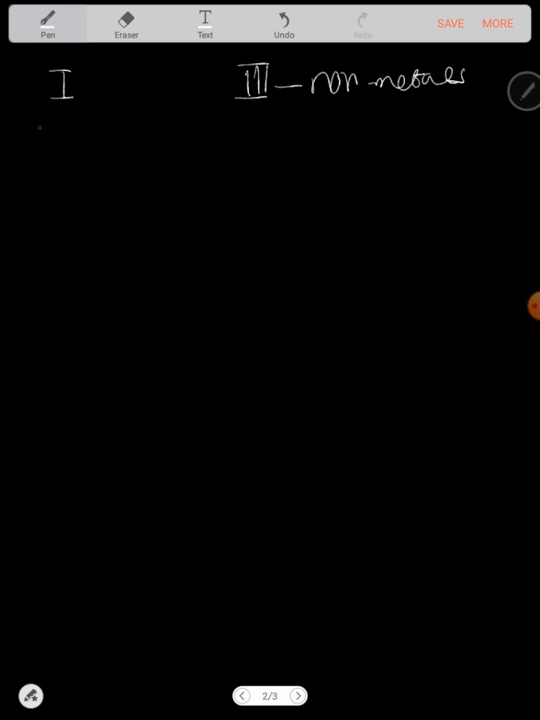 Pen Eraser Text Undo Redo SAVE MORE
I III – non metals
2/3